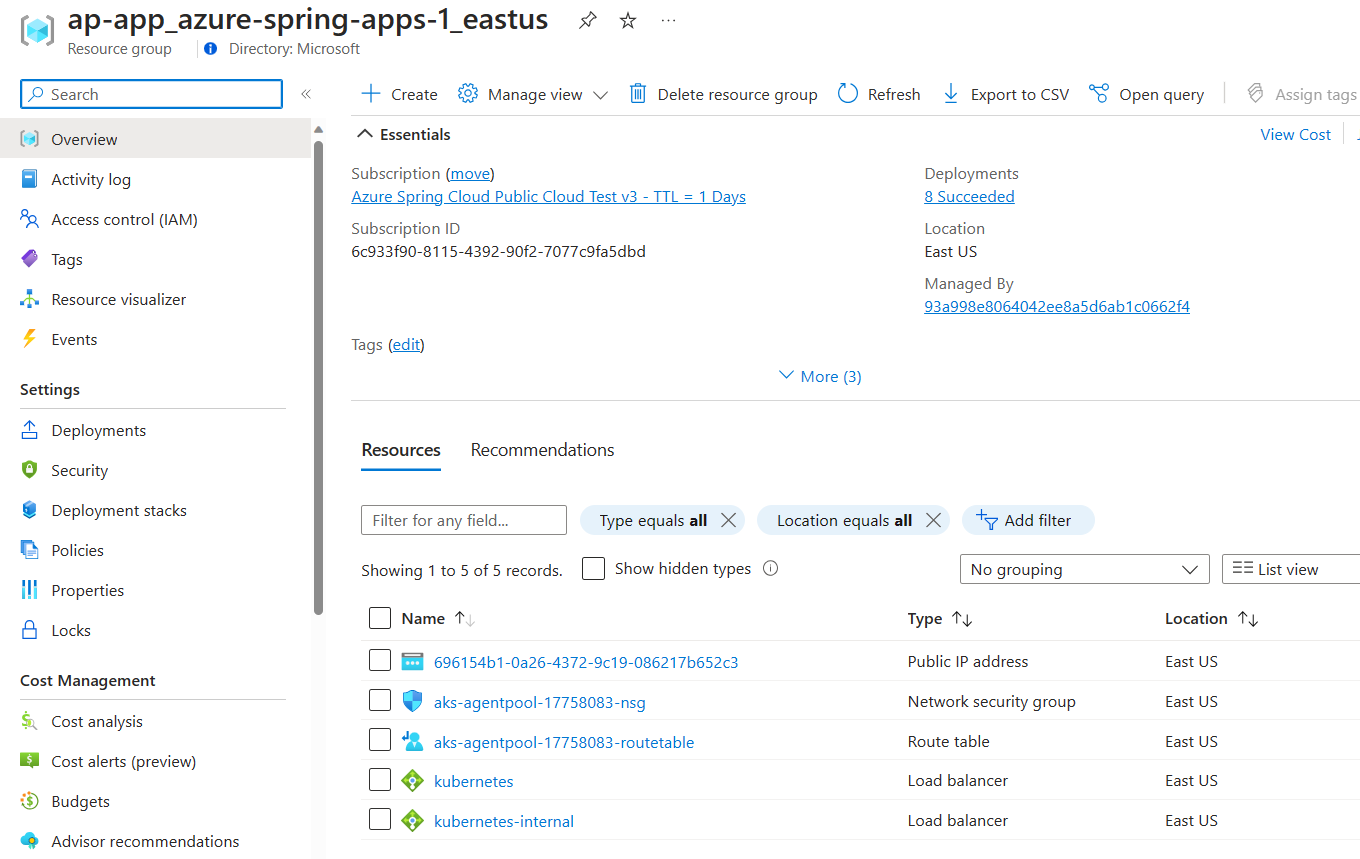 ap-app_azure-spring-apps-1_eastus
Resource group
Directory: Microsoft
Search
Overview
Activity log
Access control (IAM)
Tags
Resource visualizer
Events
Settings
Deployments
Security
Deployment stacks
Policies
Properties
Locks
Cost Management
Cost analysis
Cost alerts (preview)
Budgets
Advisor recommendations
Create
Manage view
Delete resource group
Refresh
Export to CSV
Open query
Assign tags
Essentials
View Cost
Subscription (move)
Azure Spring Cloud Public Cloud Test v3 - TTL = 1 Days
Subscription ID
6c933f90-8115-4392-90f2-7077c9fa5dbd
Deployments
8 Succeeded
Location
East US
Managed By
93a998e8064042ee8a5d6ab1c0662f4
Tags (edit)
More (3)
Resources Recommendations
Filter for any field...
Type equals all
Location equals all
Add filter
Showing 1 to 5 of 5 records.
Show hidden types
No grouping
List view
Name Type Location
696154b1-0a26-4372-9c19-086217b652c3 Public IP address East US
aks-agentpool-17758083-nsg Network security group East US
aks-agentpool-17758083-routetable Route table East US
kubernetes Load balancer East US
kubernetes-internal Load balancer East US